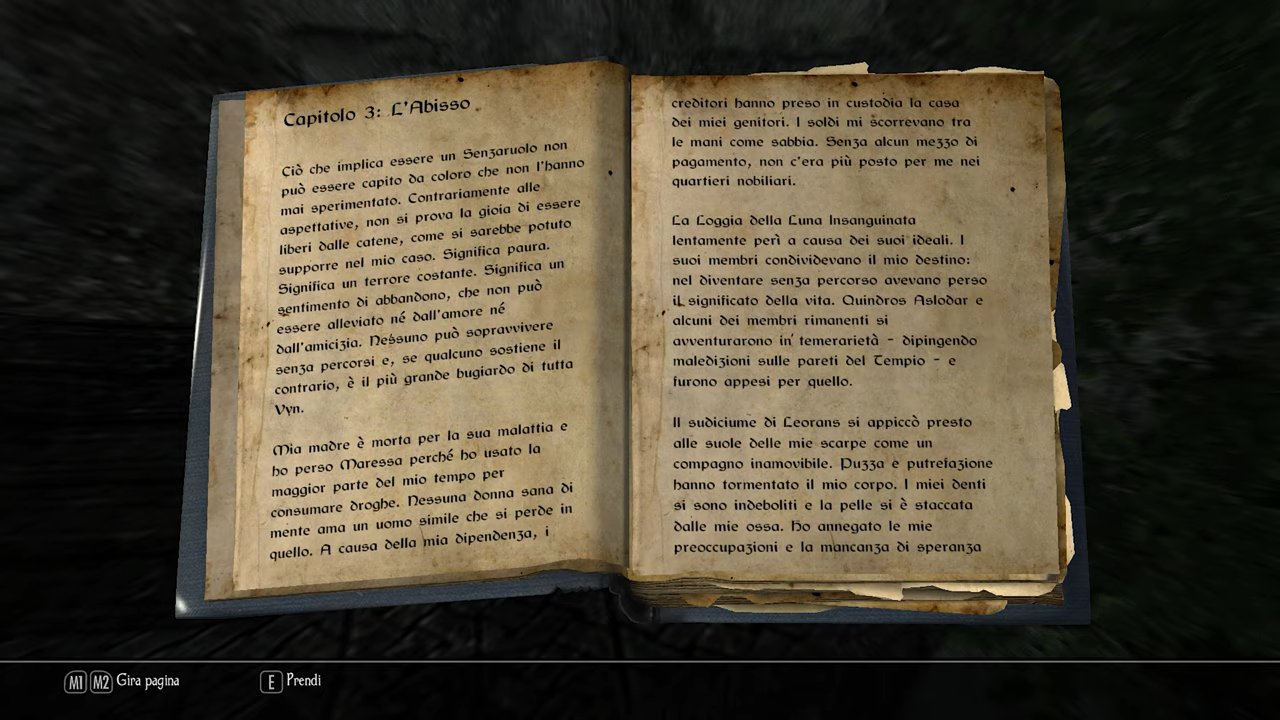 Capitolo 3: L'Abisso
Ciò che implica essere un Senzaruolo non
può essere capito da coloro che non l'hanno
mai sperimentato. Contrariamente alle
aspettative, non si prova la gioia di essere
liberi dalle catene, come si sarebbe potuto
supporre nel mio caso. Significa paura.
Significa un terrore costante. Significa un
sentimento di abbandono, che non può
essere alleviato né dall'amore né
dall'amicizia. Nessuno può sopravvivere
senza percorsi e, se qualcuno sostiene il
contrario, è il più grande bugiardo di tutta
Vyn.
Mia madre è morta per la sua malattia e
ho perso Maressa perché ho usato la
maggior parte del mio tempo per
consumare droghe. Nessuna donna sana di
mente ama un uomo simile che si perde in
quello. A causa della mia dipendenza, i
creditori hanno preso in custodia la casa
dei miei genitori. I soldi mi scorrevano tra
le mani come sabbia. Senza alcun mezzo di
pagamento, non c'era più posto per me nei
quartieri nobiliari.
La Loggia della Luna Insanguinata
lentamente perì a causa dei suoi ideali. I
suoi membri condividevano il mio destino:
nel diventare senza percorso avevano perso
il significato della vita. Quindros Aslodar e
alcuni dei membri rimanenti si
avventurarono in temerarietà - dipingendo
maledizioni sulle pareti del Tempio - e
furono appesi per quello.
Il sudiciume di Leorans si appiccò presto
alle suole delle mie scarpe come un
compagno inamovibile. Puzza e putrefazione
hanno tormentato il mio corpo. I miei denti
si sono indeboliti e la pelle si è staccata
dalle mie ossa. Ho annegato le mie
preoccupazioni e la mancanza di speranza
M1 M2 Gira pagina
E Prendi